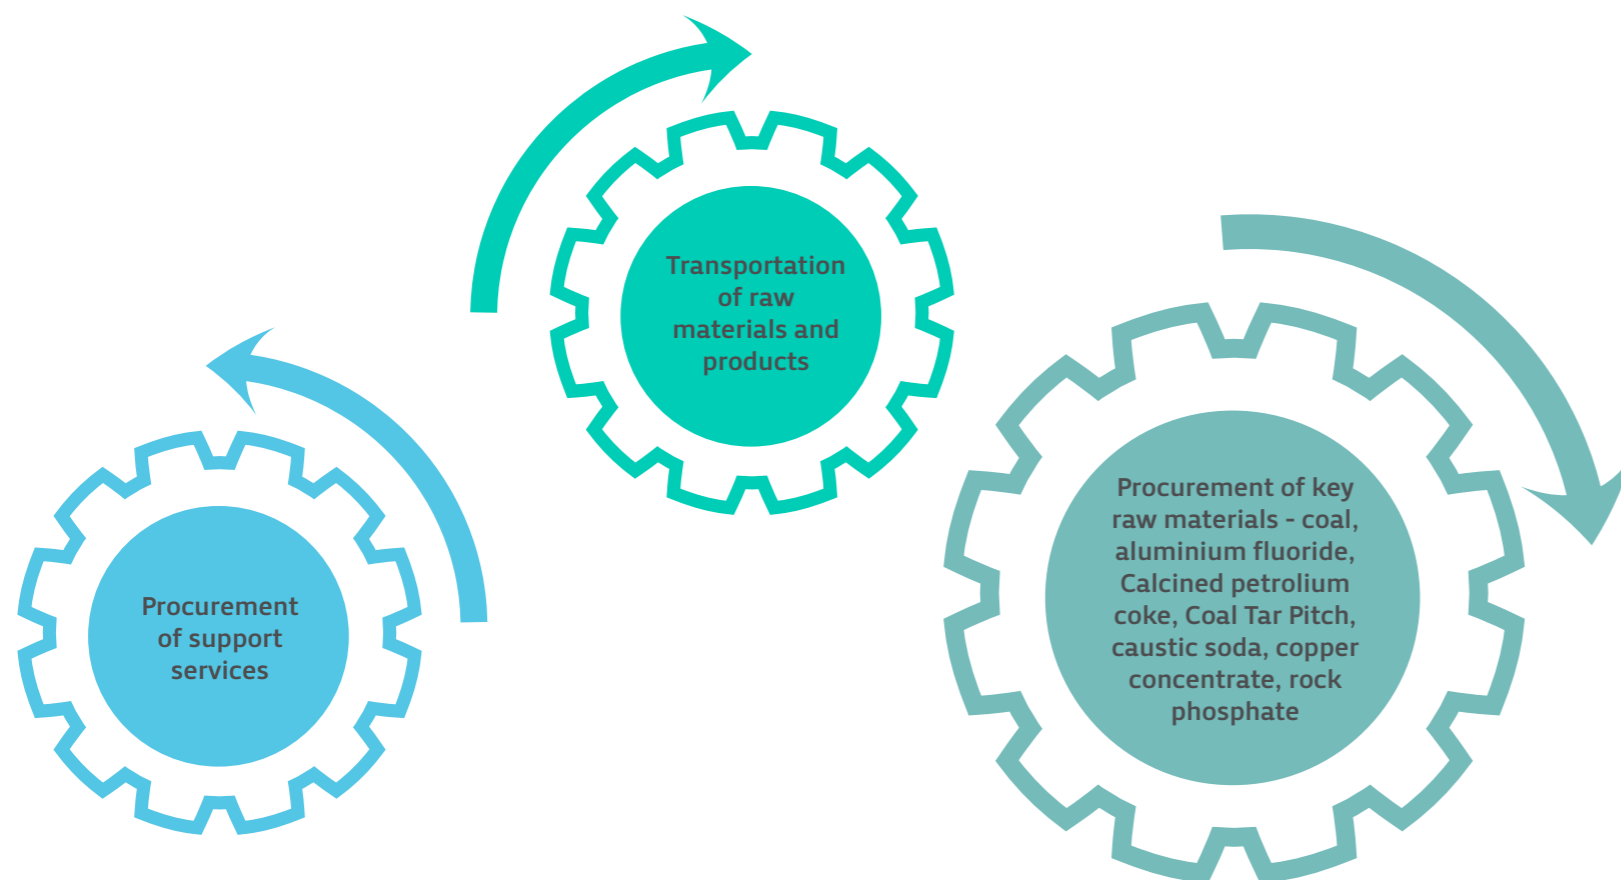 Procurement
of support
services
Transportation
of raw
materials and
products
Procurement of key
raw materials - coal,
aluminium fluoride,
Calcined petrolium
coke, Coal Tar Pitch,
caustic soda, copper
concentrate, rock
phosphate